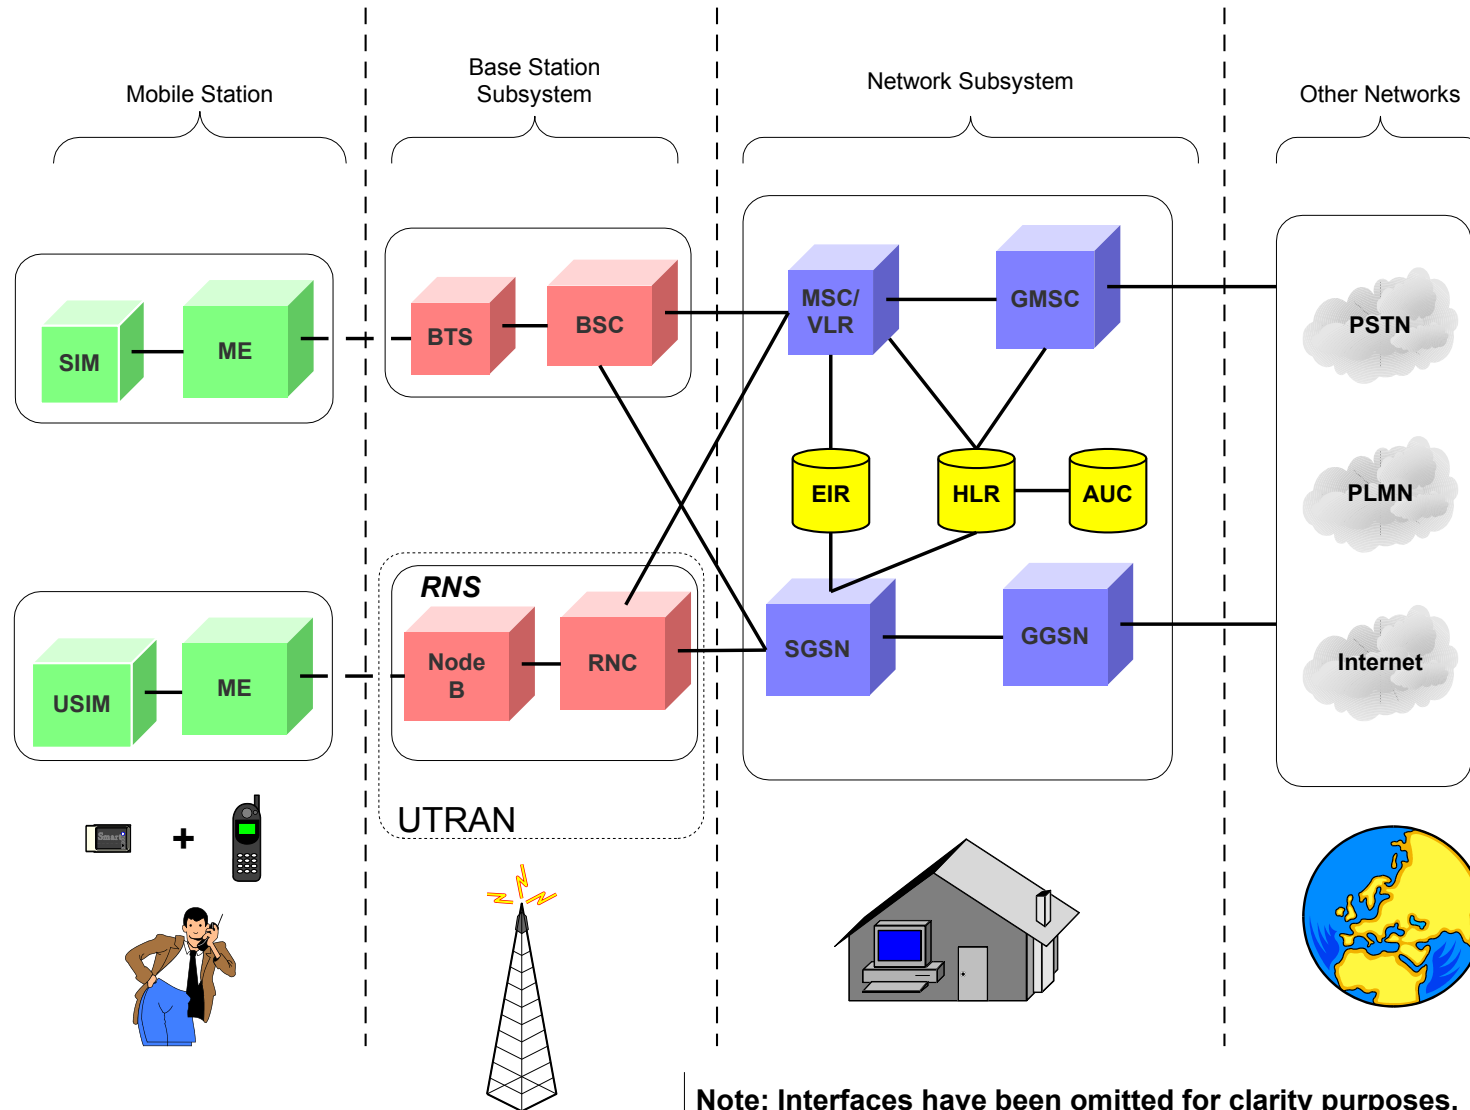 Mobile Station
Base Station
Subsystem
Network Subsystem
Other Networks
SIM
ME
BTS
BSC
MSC/
VLR
GMSC
PSTN
EIR
HLR
AUC
PLMN
RNS
USIM
ME
Node
B
RNC
SGSN
GGSN
Internet
UTRAN
Smart
+
Note: Interfaces have been omitted for clarity purposes.